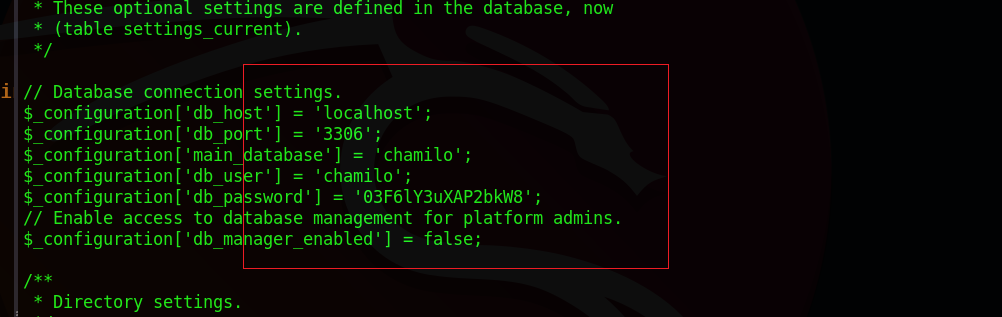 * These optional settings are defined in the database, now
* (table settings_current).
*/
i // Database connection settings.
$_configuration['db_host'] = 'localhost';
$_configuration['db_port'] = '3306';
$_configuration['main_database'] = 'chamilo';
$_configuration['db_user'] = 'chamilo';
$_configuration['db_password'] = '03F6lY3uXAP2bkW8';
// Enable access to database management for platform admins.
$_configuration['db_manager_enabled'] = false;
/**
* Directory settings.